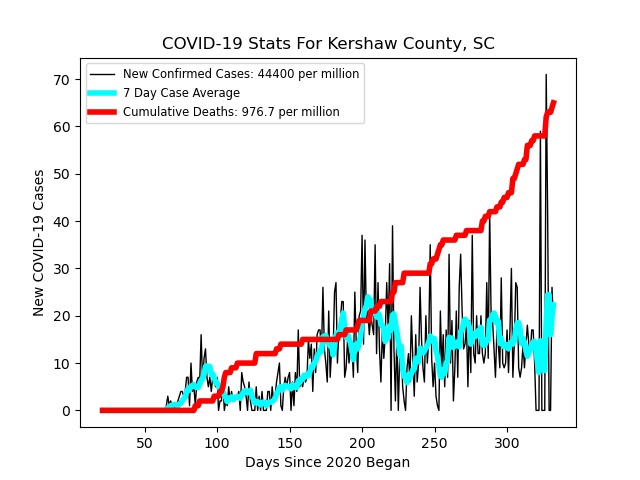 COVID-19 Stats For Kershaw County, SC
New Confirmed Cases: 44400 per million
7 Day Case Average
Cumulative Deaths: 976.7 per million
New COVID-19 Cases
70
60
50
40
30
20
10
0
50 100 150 200 250 300
Days Since 2020 Began